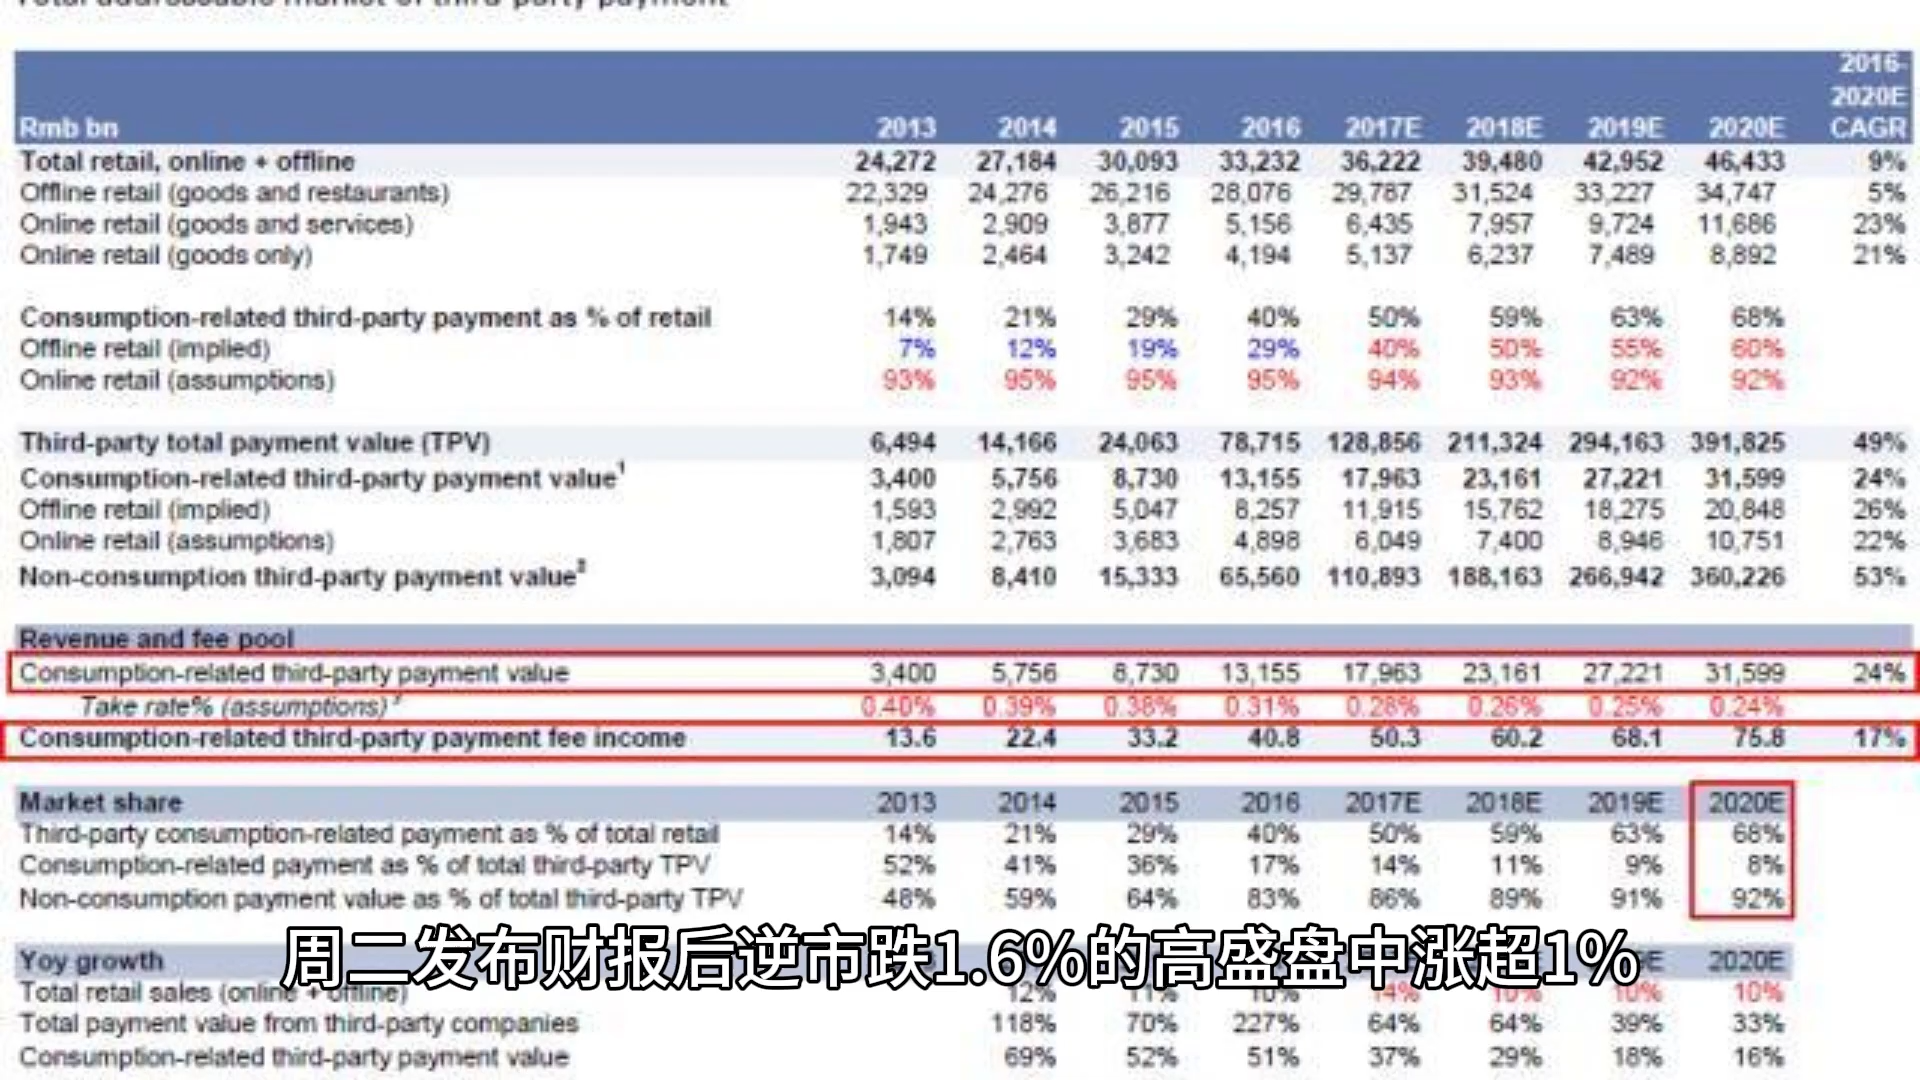 Total addressable market of third-party payment
2016-
2020E
Rmb bn 2013 2014 2015 2016 2017E 2018E 2019E 2020E CAGR
Total retail, online + offline 24,272 27,184 30,093 33,232 36,222 39,480 42,952 46,433 9%
Offline retail (goods and restaurants) 22,329 24,276 26,216 28,076 29,787 31,524 33,227 34,747 5%
Online retail (goods and services) 1,943 2,909 3,877 5,156 6,435 7,957 9,724 11,686 23%
Online retail (goods only) 1,749 2,464 3,242 4,194 5,137 6,237 7,489 8,892 21%
Consumption-related third-party payment as % of retail 14% 21% 29% 40% 50% 59% 63% 68%
Offline retail (implied) 7% 12% 19% 29% 40% 50% 55% 60%
Online retail (assumptions) 93% 95% 95% 95% 94% 93% 92% 92%
Third-party total payment value (TPV) 6,494 14,166 24,063 78,715 128,856 211,324 294,163 391,825 49%
Consumption-related third-party payment value¹ 3,400 5,756 8,730 13,155 17,963 23,161 27,221 31,599 24%
Offline retail (implied) 1,593 2,992 5,047 8,257 11,915 15,762 18,275 20,848 26%
Online retail (assumptions) 1,807 2,763 3,683 4,898 6,049 7,400 8,946 10,751 22%
Non-consumption third-party payment value² 3,094 8,410 15,333 65,560 110,893 188,163 266,942 360,226 53%
Revenue and fee pool
Consumption-related third-party payment value 3,400 5,756 8,730 13,155 17,963 23,161 27,221 31,599 24%
Take rate% (assumptions) ³ 0.40% 0.39% 0.38% 0.31% 0.28% 0.26% 0.25% 0.24%
Consumption-related third-party payment fee income 13.6 22.4 33.2 40.8 50.3 60.2 68.1 75.8 17%
Market share 2013 2014 2015 2016 2017E 2018E 2019E 2020E
Third-party consumption-related payment as % of total retail 14% 21% 29% 40% 50% 59% 63% 68%
Consumption-related payment as % of total third-party TPV 52% 41% 36% 17% 14% 11% 9% 8%
Non-consumption payment value as % of total third-party TPV 48% 59% 64% 83% 86% 89% 91% 92%
Yoy growth 2020E
周二发布财报后逆市跌1.6%的高盛盘中涨超1%
Total retail sales (online + offline) 12% 11% 10% 14% 10% 10% 10%
Total payment value from third-party companies 118% 70% 227% 64% 64% 39% 33%
Consumption-related third-party payment value 69% 52% 51% 37% 29% 18% 16%